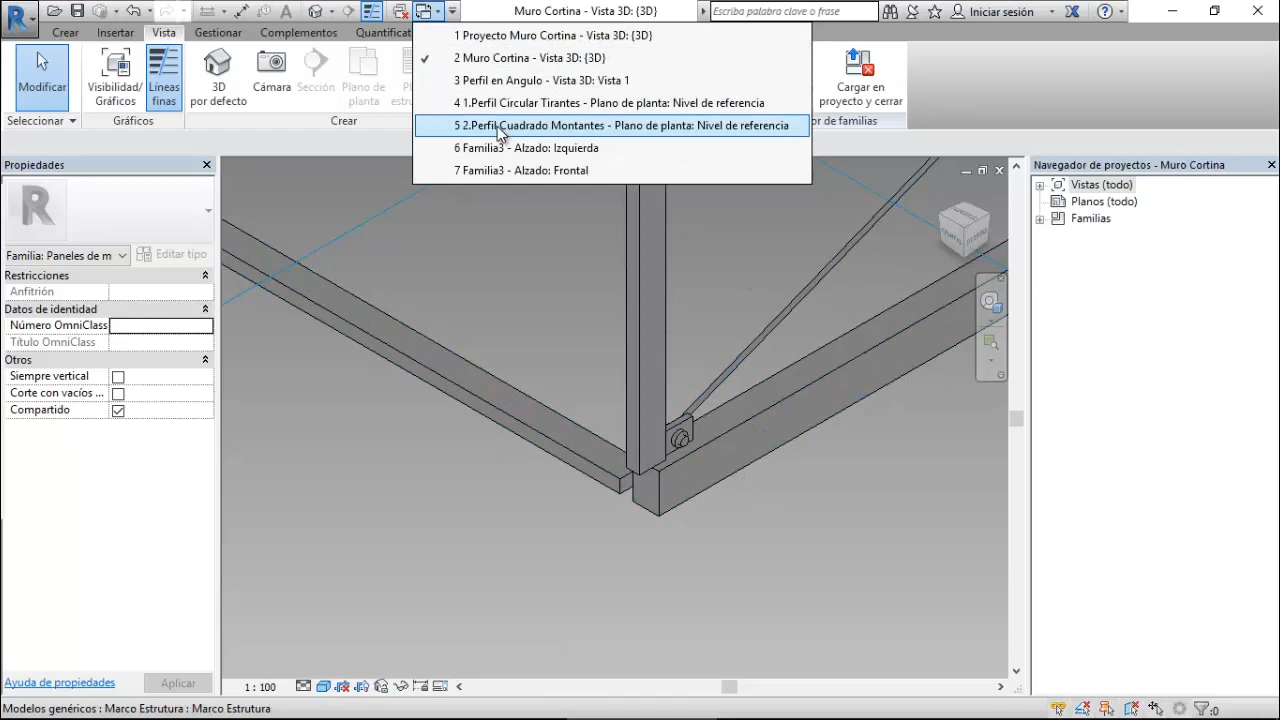 Muro Cortina - Vista 3D: {3D}
Escriba palabra clave o frase
Iniciar sesión
Crear
Insertar
Vista
Gestionar
Complementos
Quantificat
1 Proyecto Muro Cortina - Vista 3D: {3D}
2 Muro Cortina - Vista 3D: {3D}
3 Perfil en Angulo - Vista 3D: Vista 1
4 1.Perfil Circular Tirantes - Plano de planta: Nivel de referencia
5 2.Perfil Cuadrado Montantes - Plano de planta: Nivel de referencia
6 Familia3 - Alzado: Izquierda
7 Familia3 - Alzado: Frontal
Modificar
Visibilidad/
Gráficos
Líneas
finas
3D
por defecto
Cámara
Sección
Plano de
planta
Pla
estru
Cargar en
proyecto y cerrar
Seleccionar
Gráficos
Crear
or de familias
Propiedades
Familia: Paneles de m
Editar tipo
Restricciones
Anfitrión
Datos de identidad
Número OmniClass
Título OmniClass
Otros
Siempre vertical
Corte con vacíos ...
Compartido
Ayuda de propiedades
Aplicar
Navegador de proyectos - Muro Cortina
Vistas (todo)
Planos (todo)
Familias
1 : 100
Modelos genéricos : Marco Estrutura : Marco Estrutura
:0